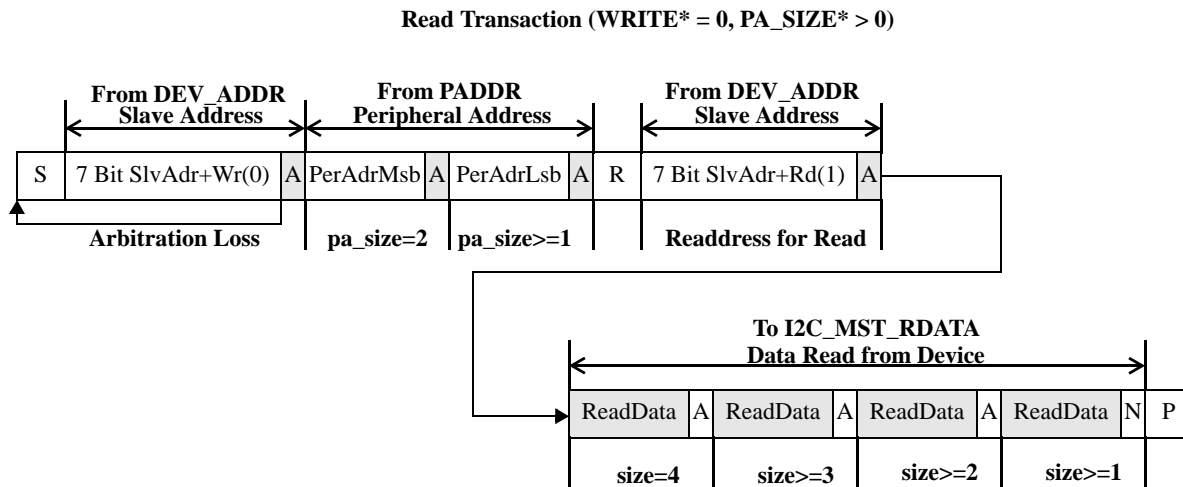 Read Transaction (WRITE* = 0, PA_SIZE* > 0)
From DEV_ADDR
Slave Address
From PADDR
Peripheral Address
From DEV_ADDR
Slave Address
S 7 Bit SlvAdr+Wr(0) A PerAdrMsb A PerAdrLsb A R 7 Bit SlvAdr+Rd(1) A
Arbitration Loss pa_size=2 pa_size>=1 Readdress for Read
To I2C_MST_RDATA
Data Read from Device
ReadData A ReadData A ReadData A ReadData N P
size=4 size>=3 size>=2 size>=1